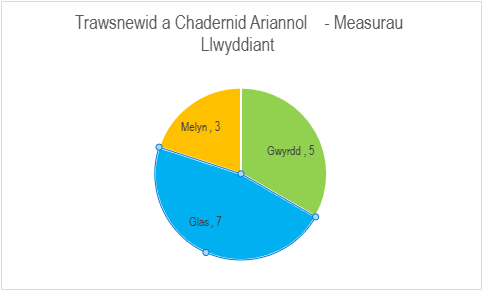 Trawsnewid a Chadernid Ariannol - Measurau
Llwyddiant
Melyn , 3
Gwyrdd , 5
Glas , 7